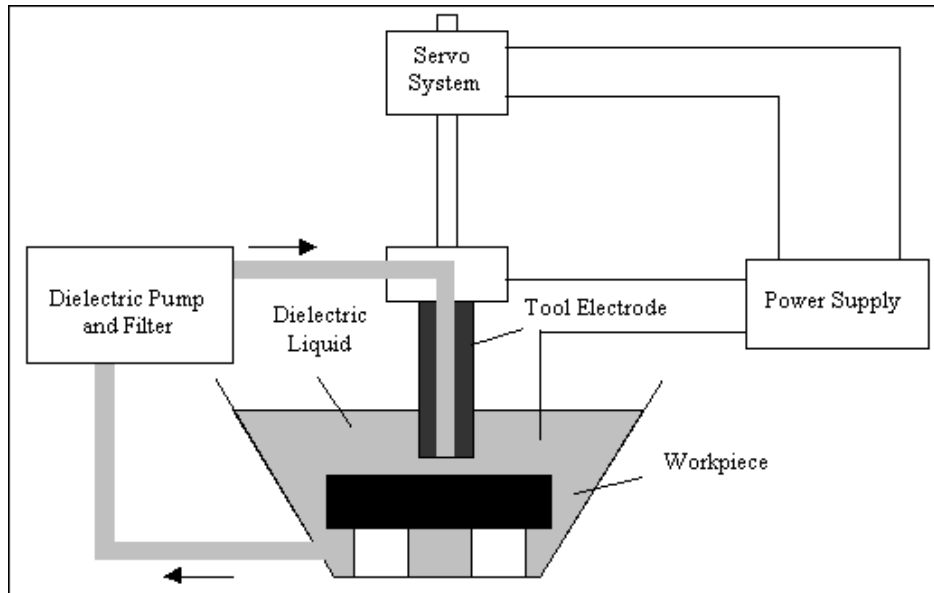 Servo
System
Dielectric Pump
and Filter
Dielectric
Liquid
Tool Electrode
Power Supply
Workpiece